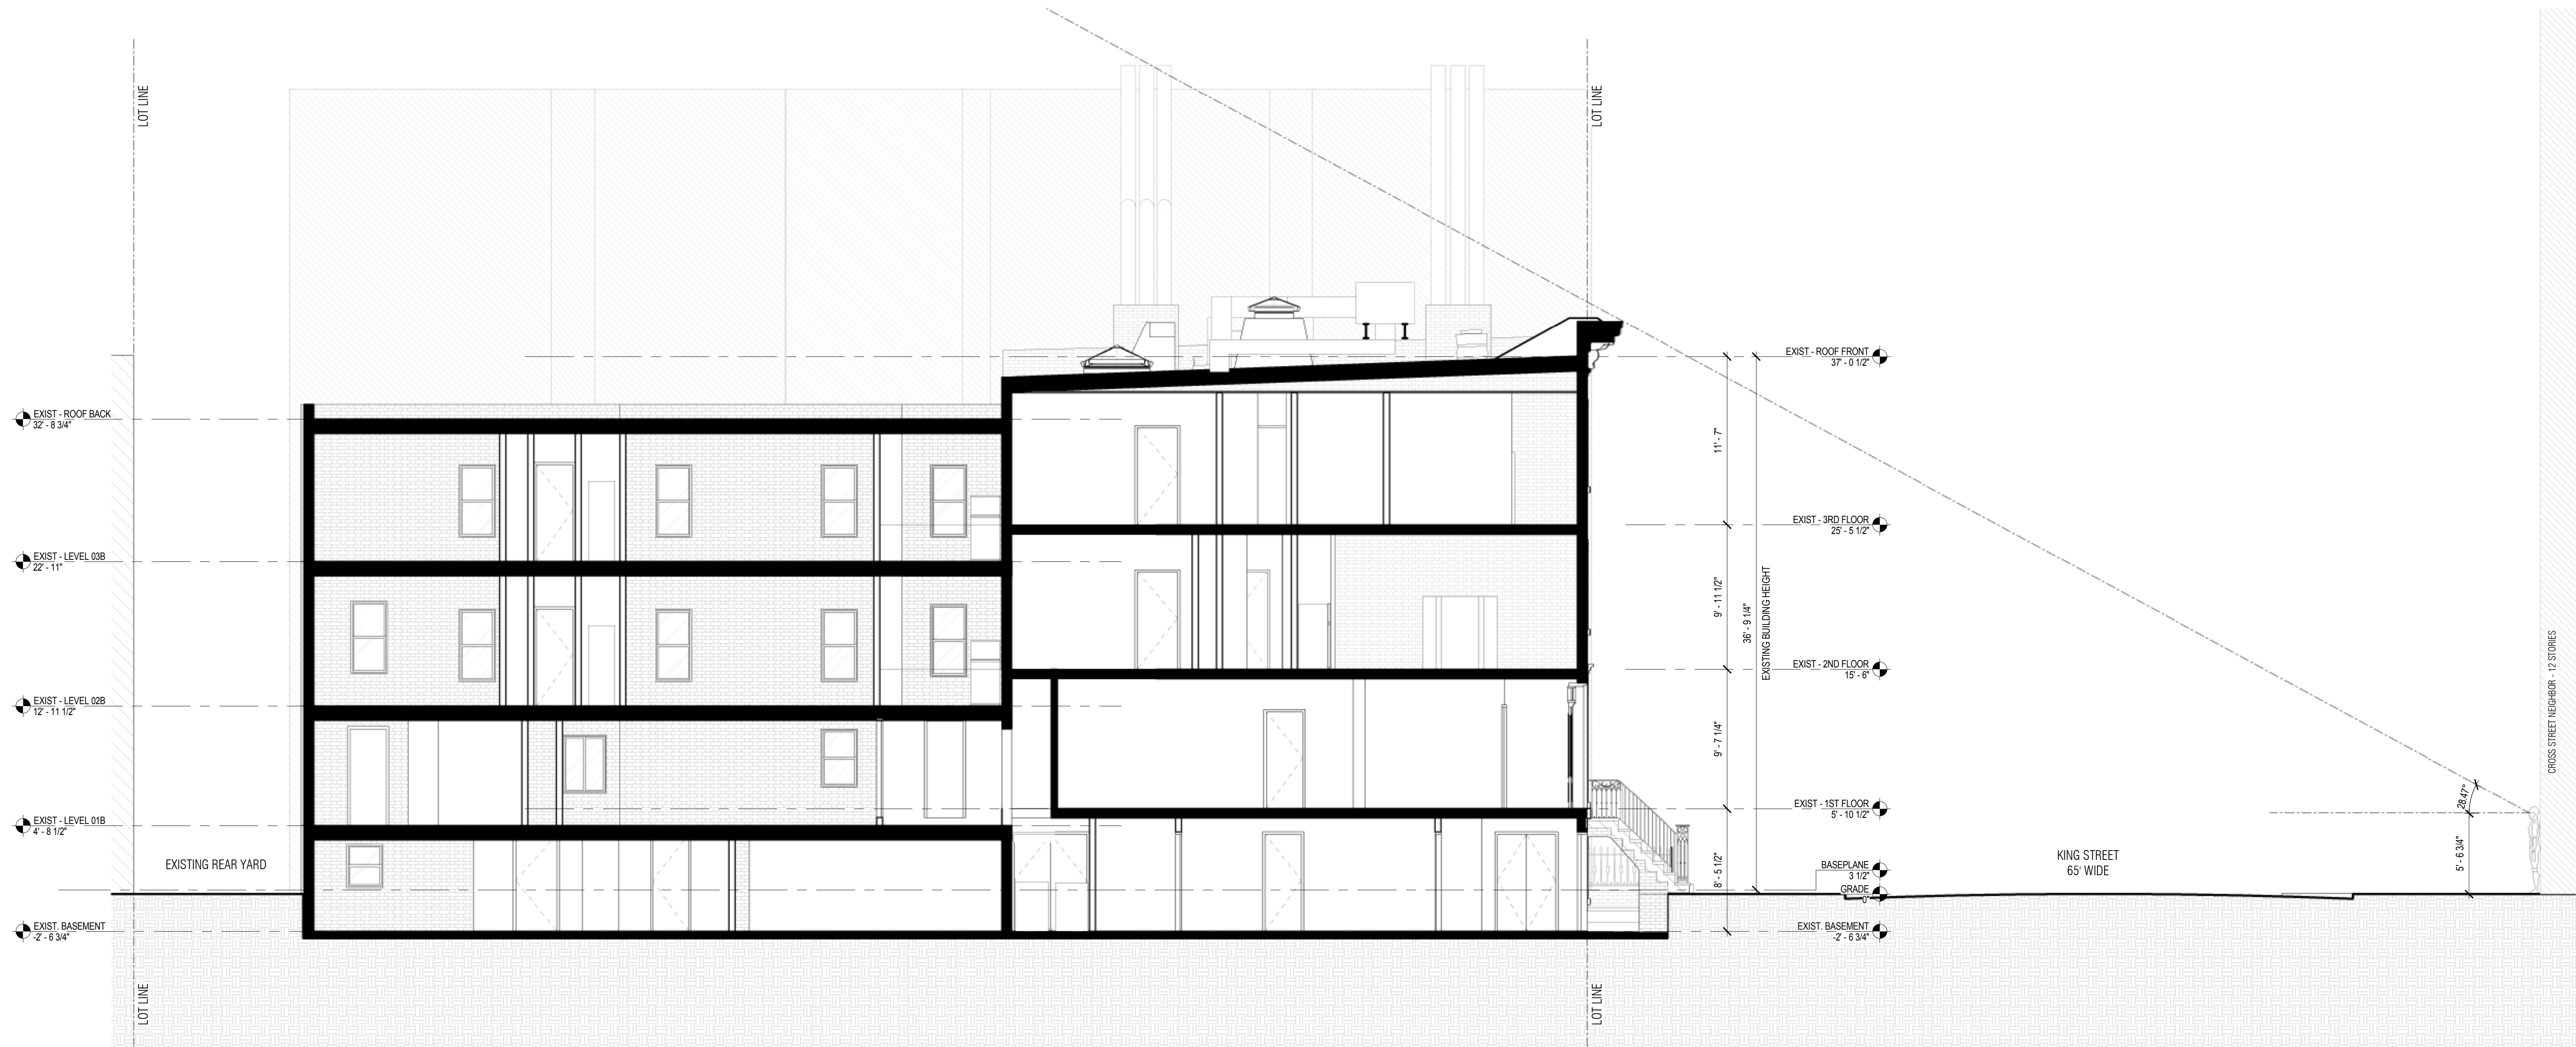 LOT LINE
LOT LINE
EXIST - ROOF FRONT
37' - 0 1/2"
EXIST - ROOF BACK
32' - 8 3/4"
11' - 7"
EXIST - 3RD FLOOR
25' - 5 1/2"
EXIST - LEVEL 03B
22' - 11"
9' - 11 1/2"
36' - 9 1/4"
EXISTING BUILDING HEIGHT
EXIST - 2ND FLOOR
15' - 6"
CROSS STREET NEIGHBOR - 12 STORIES
EXIST - LEVEL 02B
12' - 11 1/2"
9' - 7 1/4"
28.47°
EXIST - 1ST FLOOR
5' - 10 1/2"
EXIST - LEVEL 01B
4' - 8 1/2"
EXISTING REAR YARD
8' - 5 1/2"
BASEPLANE
3 1/2"
GRADE
0"
KING STREET
65' WIDE
5' - 6 3/4"
EXIST. BASEMENT
-2' - 6 3/4"
EXIST. BASEMENT
-2' - 6 3/4"
LOT LINE
LOT LINE